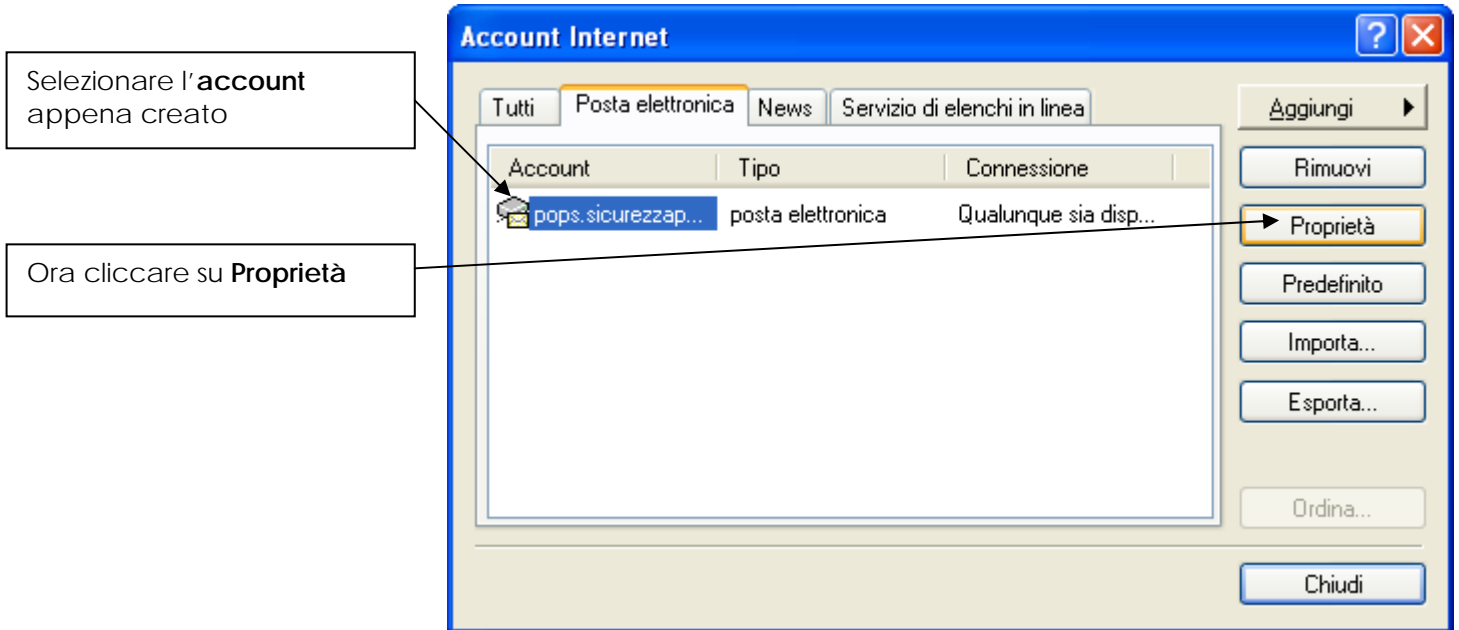 Account Internet
Selezionare l'account
appena creato
Tutti Posta elettronica News Servizio di elenchi in linea
Aggiungi
Account Tipo Connessione
Rimuovi
pops.sicurezzap... posta elettronica Qualunque sia disp...
Proprietà
Ora cliccare su Proprietà
Predefinito
Importa...
Esporta...
Ordina...
Chiudi